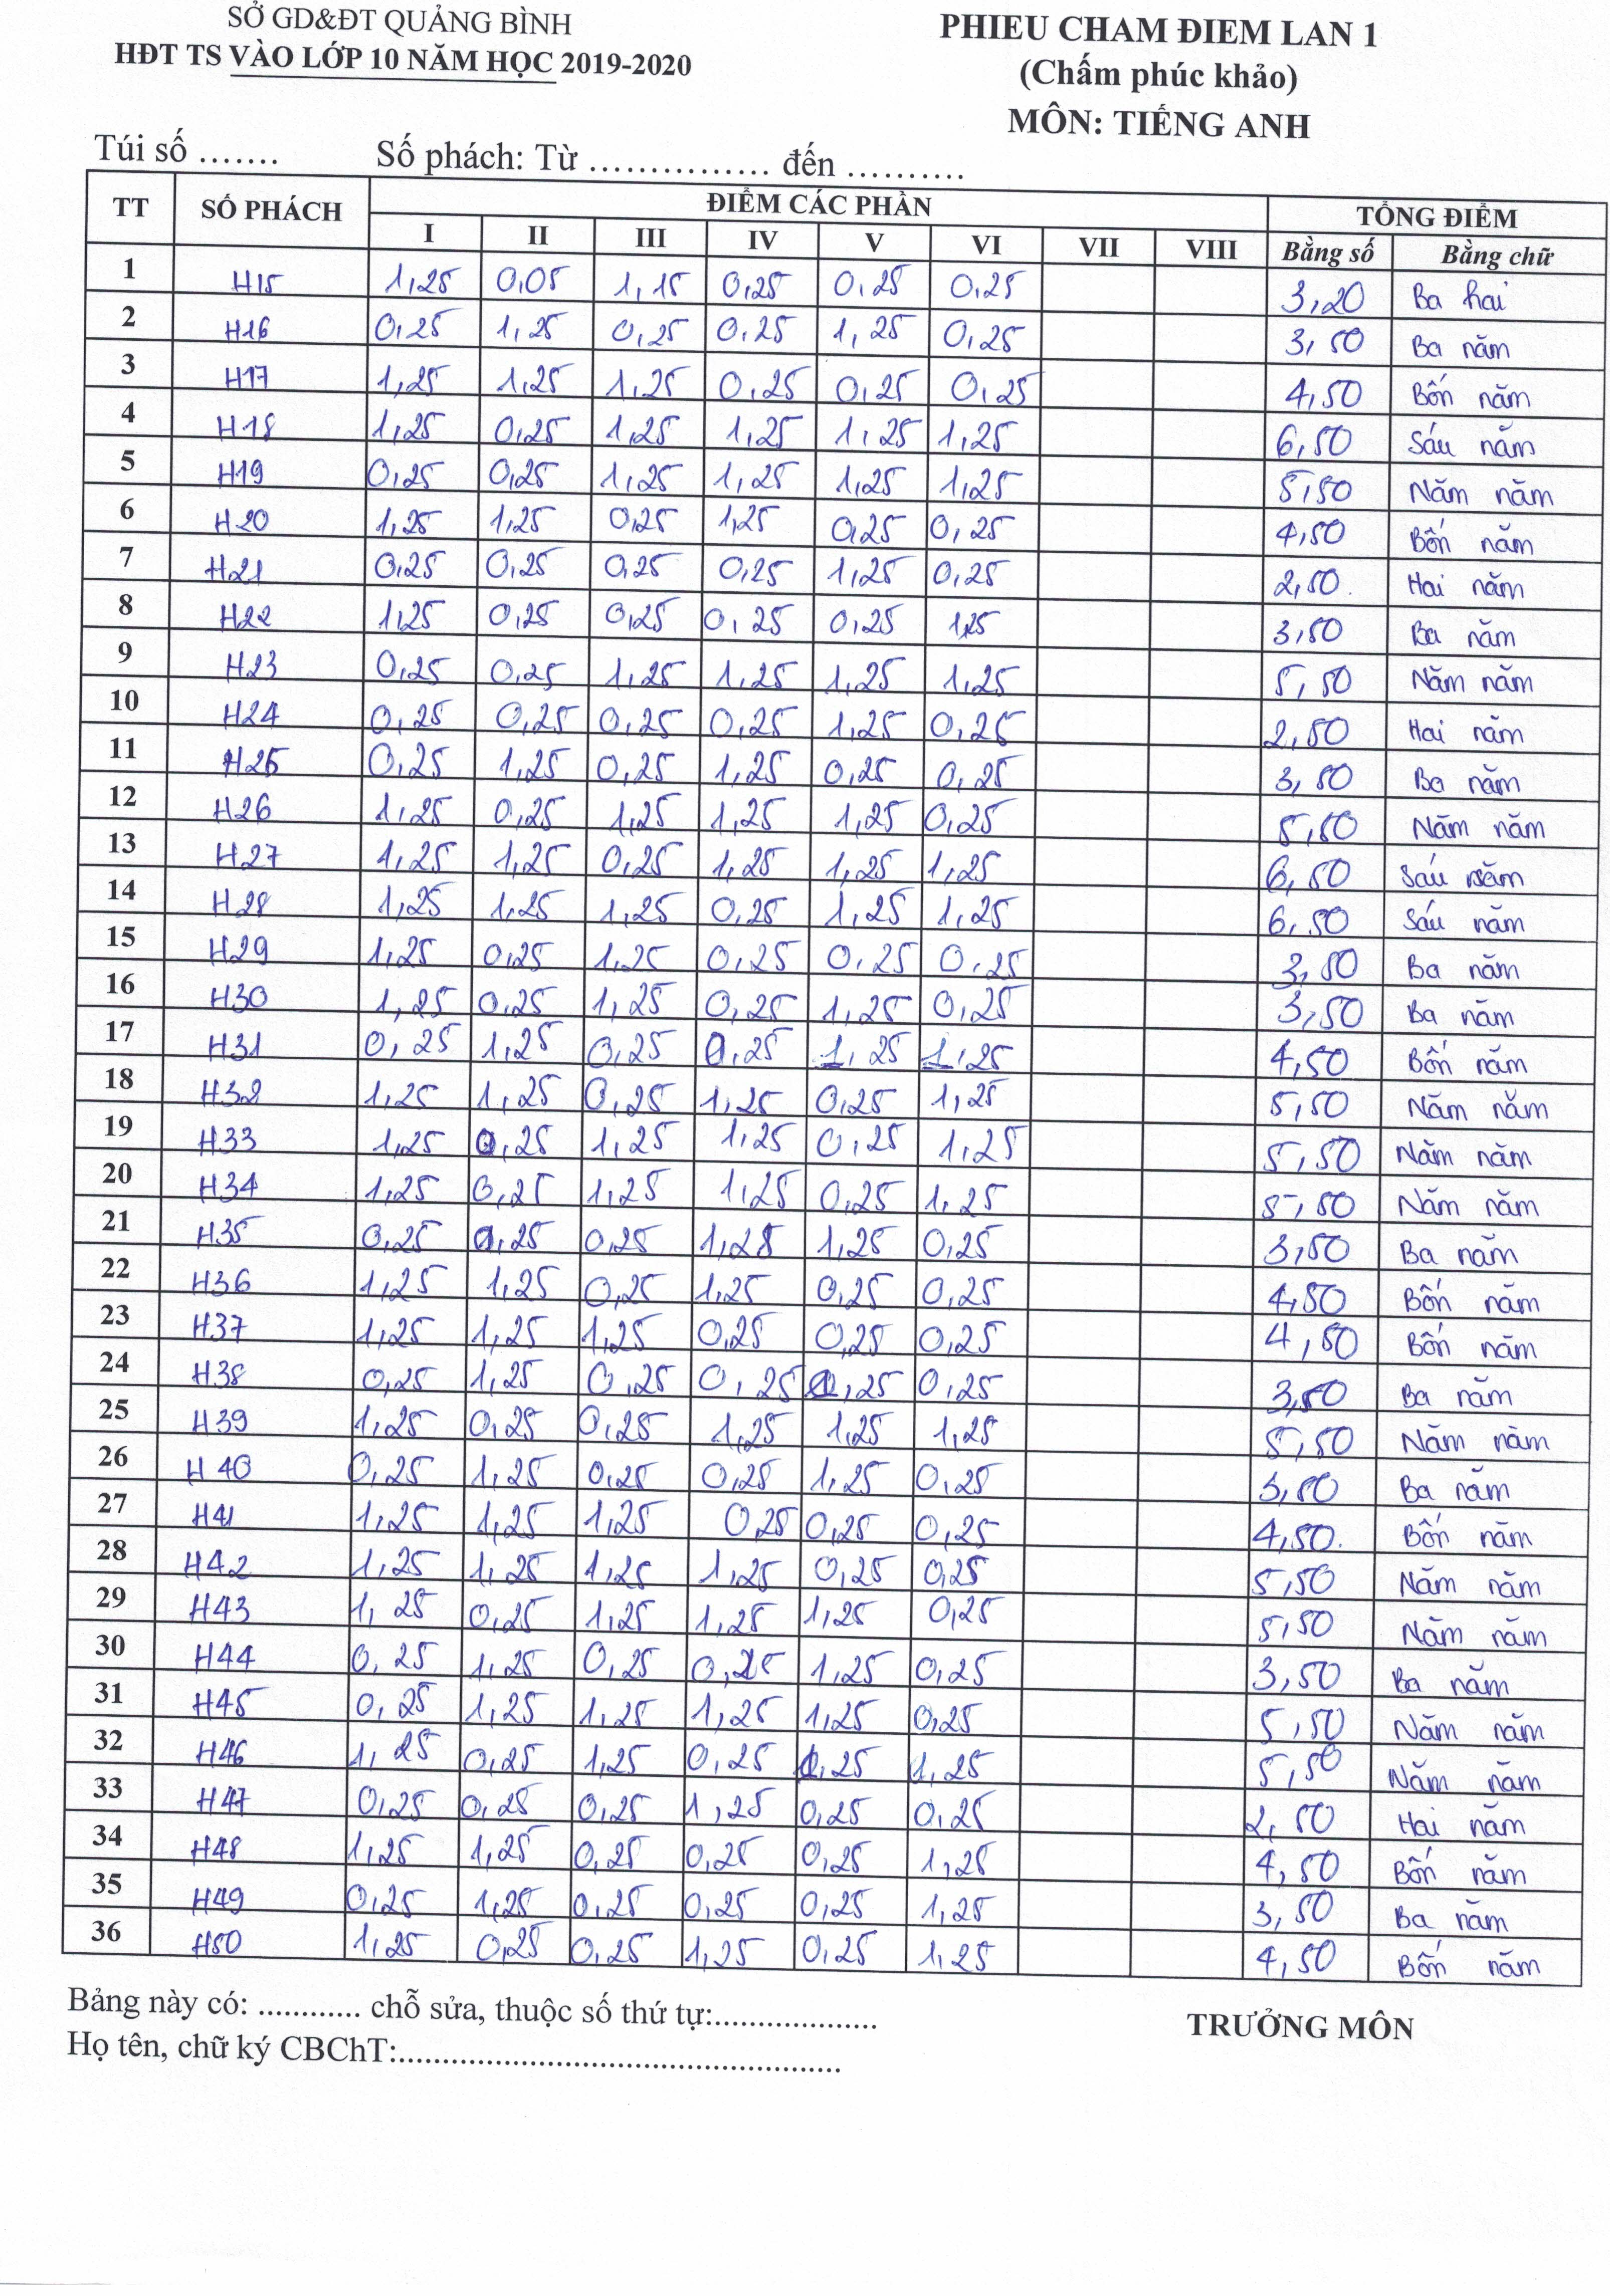 SỞ GD&ĐT QUẢNG BÌNH
HĐT TS VÀO LỚP 10 NĂM HỌC 2019-2020
PHIEU CHAM ĐIEM LAN 1
(Chấm phúc khảo)
MÔN: TIẾNG ANH
Túi số ....... Số phách: Từ ................ đến ..........
TT SỐ PHÁCH ĐIỂM CÁC PHẦN TỔNG ĐIỂM
I II III IV V VI VII VIII Bằng số Bằng chữ
1 H15 1,25 0,05 1,15 0,25 0,25 0,25 3,20 Ba hai
2 H16 0,25 1,25 0,25 0,25 1,25 0,25 3,50 Ba năm
3 H17 1,25 1,25 1,25 0,25 0,25 0,25 4,50 Bốn năm
4 H18 1,25 0,25 1,25 1,25 1,25 1,25 6,50 Sáu năm
5 H19 0,25 0,25 1,25 1,25 1,25 1,25 5,50 Năm năm
6 H20 1,25 1,25 0,25 1,25 0,25 0,25 4,50 Bốn năm
7 H21 0,25 0,25 0,25 0,25 1,25 0,25 2,50. Hai năm
8 H22 1,25 0,25 0,25 0,25 0,25 1,25 3,50 Ba năm
9 H23 0,25 0,25 1,25 1,25 1,25 1,25 5,50 Năm năm
10 H24 0,25 0,25 0,25 0,25 1,25 0,25 2,50 Hai năm
11 H25 0,25 1,25 0,25 1,25 0,25 0,25 3,50 Ba năm
12 H26 1,25 0,25 1,25 1,25 1,25 0,25 5,50 Năm năm
13 H27 1,25 1,25 0,25 1,25 1,25 1,25 6,50 Sáu năm
14 H28 1,25 1,25 1,25 0,25 1,25 1,25 6,50 Sáu năm
15 H29 1,25 0,25 1,25 0,25 0,25 0,25 3,50 Ba năm
16 H30 1,25 0,25 1,25 0,25 1,25 0,25 3,50 Ba năm
17 H31 0,25 1,25 0,25 0,25 1,25 1,25 4,50 Bốn năm
18 H32 1,25 1,25 0,25 1,25 0,25 1,25 5,50 Năm năm
19 H33 1,25 0,25 1,25 1,25 0,25 1,25 5,50 Năm năm
20 H34 1,25 0,25 1,25 1,25 0,25 1,25 5,50 Năm năm
21 H35 0,25 0,25 0,25 1,25 1,25 0,25 3,50 Ba năm
22 H36 1,25 1,25 0,25 1,25 0,25 0,25 4,50 Bốn năm
23 H37 1,25 1,25 1,25 0,25 0,25 0,25 4,50 Bốn năm
24 H38 0,25 1,25 0,25 0,25 0,25 0,25 3,50 Ba năm
25 H39 1,25 0,25 0,25 1,25 1,25 1,25 5,50 Năm năm
26 H40 0,25 1,25 0,25 0,25 1,25 0,25 3,50 Ba năm
27 H41 1,25 1,25 1,25 0,25 0,25 0,25 4,50. Bốn năm
28 H42 1,25 1,25 1,25 1,25 0,25 0,25 5,50 Năm năm
29 H43 1,25 0,25 1,25 1,25 1,25 0,25 5,50 Năm năm
30 H44 0,25 1,25 0,25 0,25 1,25 0,25 3,50 Ba năm
31 H45 0,25 1,25 1,25 1,25 1,25 0,25 5,50 Năm năm
32 H46 1,25 0,25 1,25 0,25 1,25 5,50 Năm năm
33 H47 0,25 0,25 0,25 1,25 0,25 0,25 2,50 Hai năm
34 H48 1,25 1,25 0,25 0,25 0,25 1,25 4,50 Bốn năm
35 H49 0,25 1,25 0,25 0,25 0,25 1,25 3,50 Ba năm
36 H50 1,25 0,25 0,25 1,25 0,25 1,25 4,50 Bốn năm
Bảng này có: ............ chỗ sửa, thuộc số thứ tự:...................
TRƯỞNG MÔN
Họ tên, chữ ký CBChT:....................................................